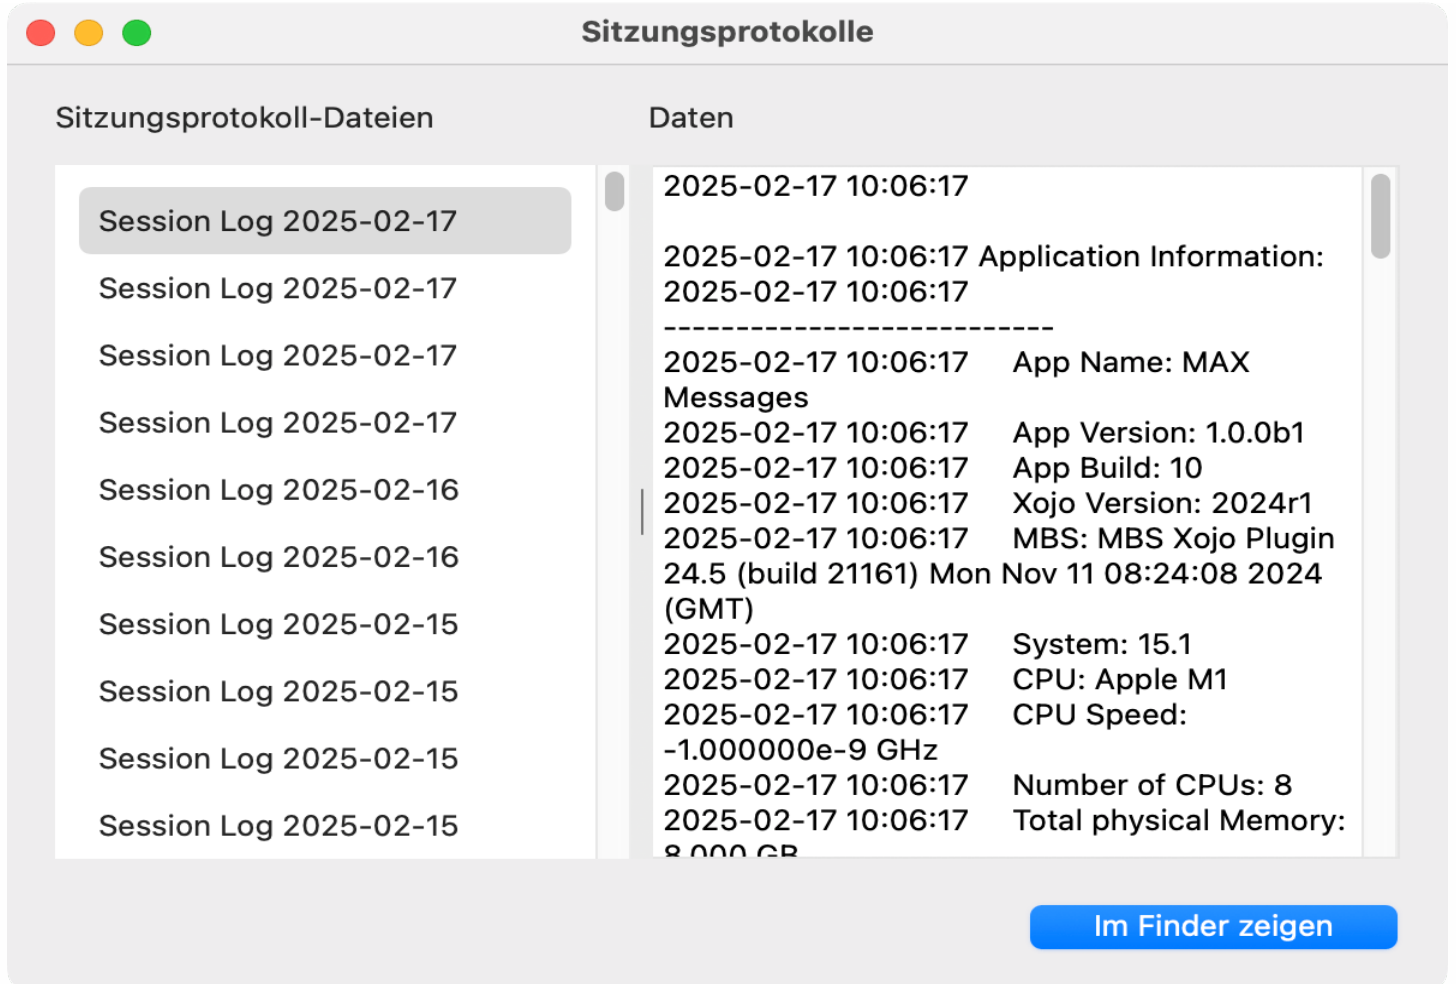 Sitzungsprotokolle
Sitzungsprotokoll-Dateien
Session Log 2025-02-17
Session Log 2025-02-17
Session Log 2025-02-17
Session Log 2025-02-17
Session Log 2025-02-16
Session Log 2025-02-16
Session Log 2025-02-15
Session Log 2025-02-15
Session Log 2025-02-15
Session Log 2025-02-15
Daten
2025-02-17 10:06:17
2025-02-17 10:06:17 Application Information:
2025-02-17 10:06:17
---------------------------
2025-02-17 10:06:17 App Name: MAX
Messages
2025-02-17 10:06:17 App Version: 1.0.0b1
2025-02-17 10:06:17 App Build: 10
2025-02-17 10:06:17 Xojo Version: 2024r1
2025-02-17 10:06:17 MBS: MBS Xojo Plugin
24.5 (build 21161) Mon Nov 11 08:24:08 2024
(GMT)
2025-02-17 10:06:17 System: 15.1
2025-02-17 10:06:17 CPU: Apple M1
2025-02-17 10:06:17 CPU Speed:
-1.000000e-9 GHz
2025-02-17 10:06:17 Number of CPUs: 8
2025-02-17 10:06:17 Total physical Memory:
8.000 GB
Im Finder zeigen